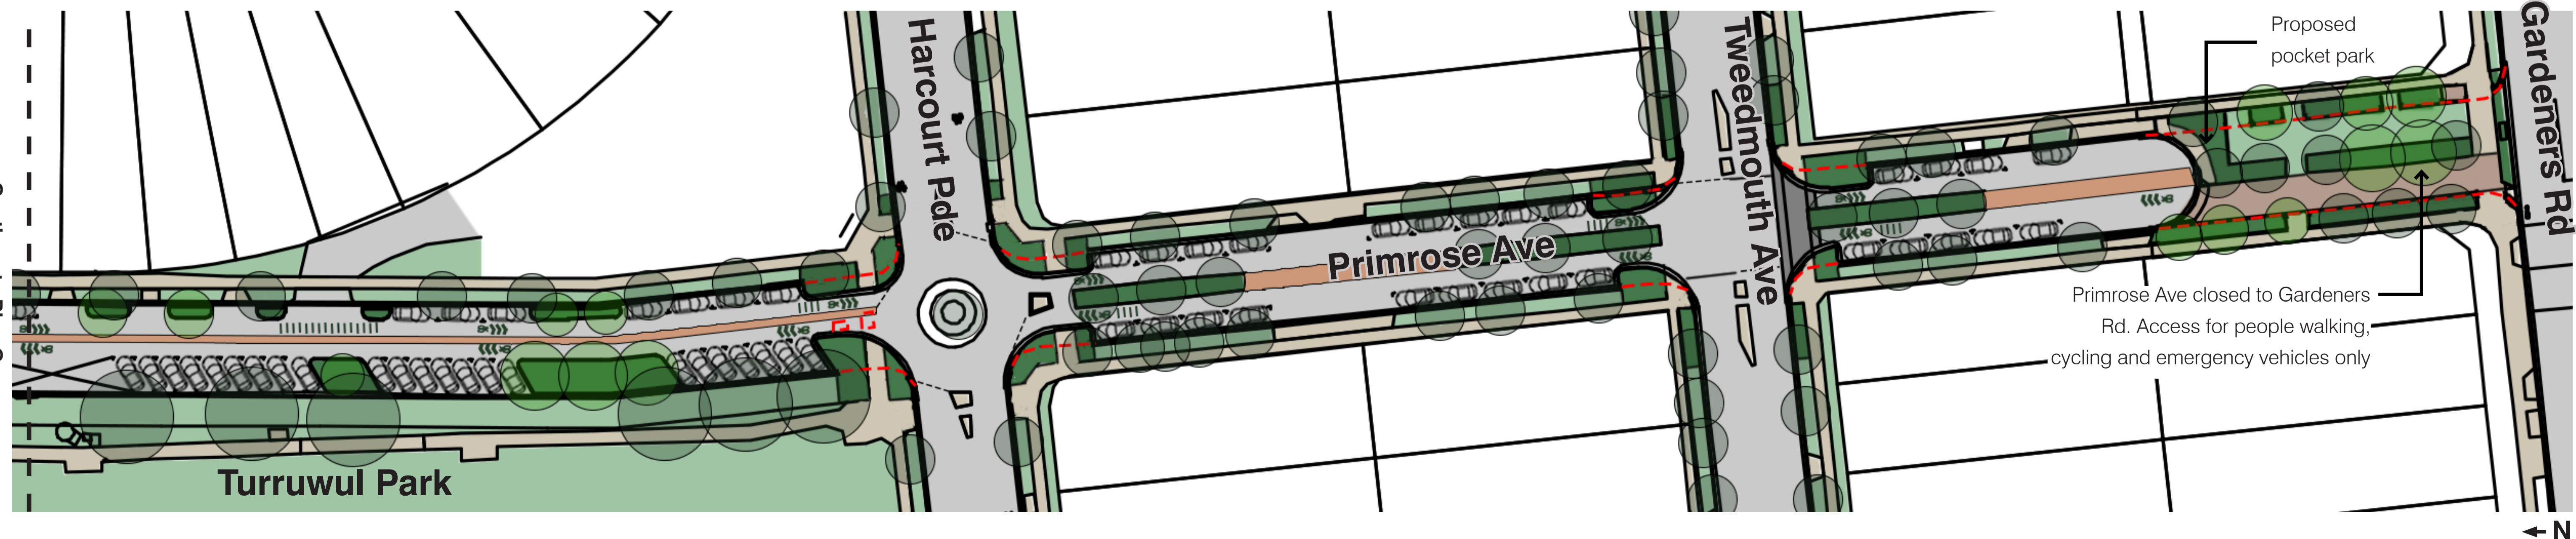 Harcourt Pde
Tweedmouth Ave
Gardeners Rd
Proposed
pocket park
Primrose Ave
Primrose Ave closed to Gardeners
Rd. Access for people walking,
cycling and emergency vehicles only
Turruwul Park
N